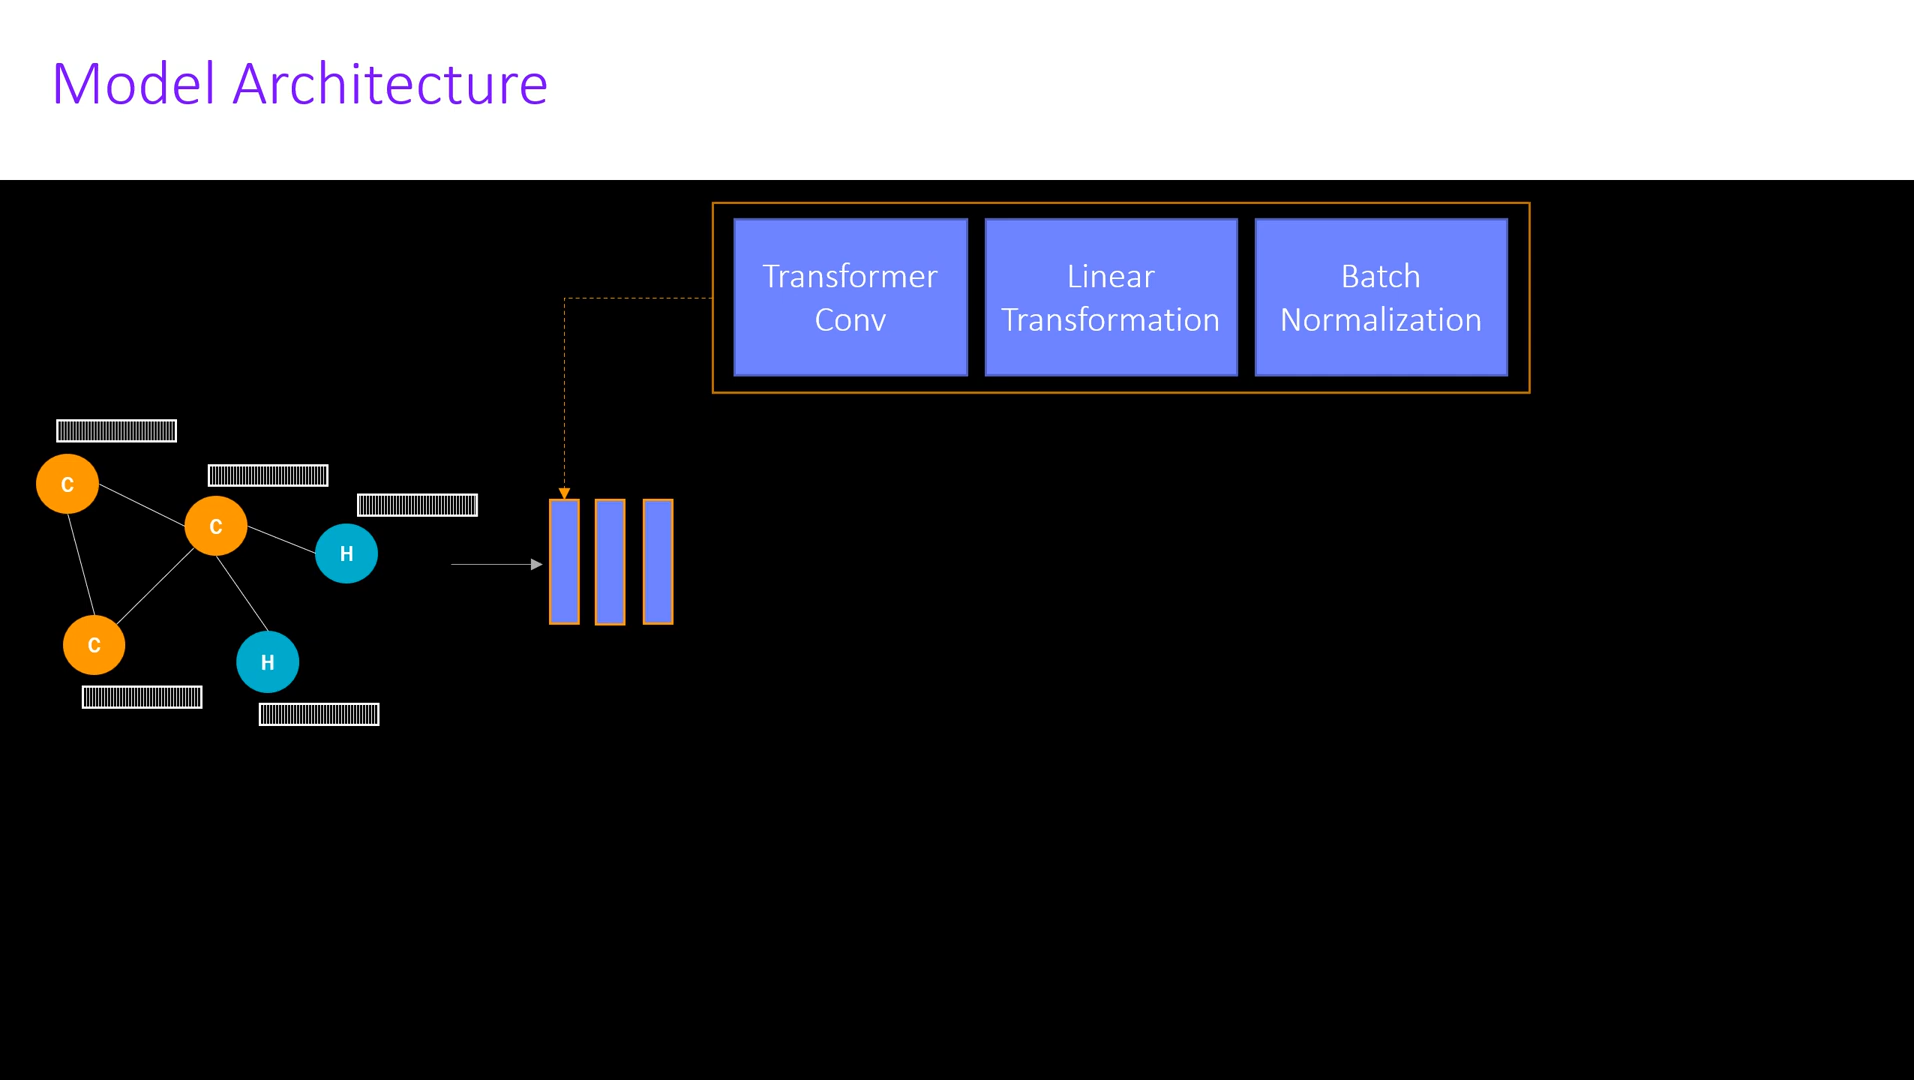 Model Architecture
Transformer
Conv
Linear
Transformation
Batch
Normalization
C
C
H
C
H